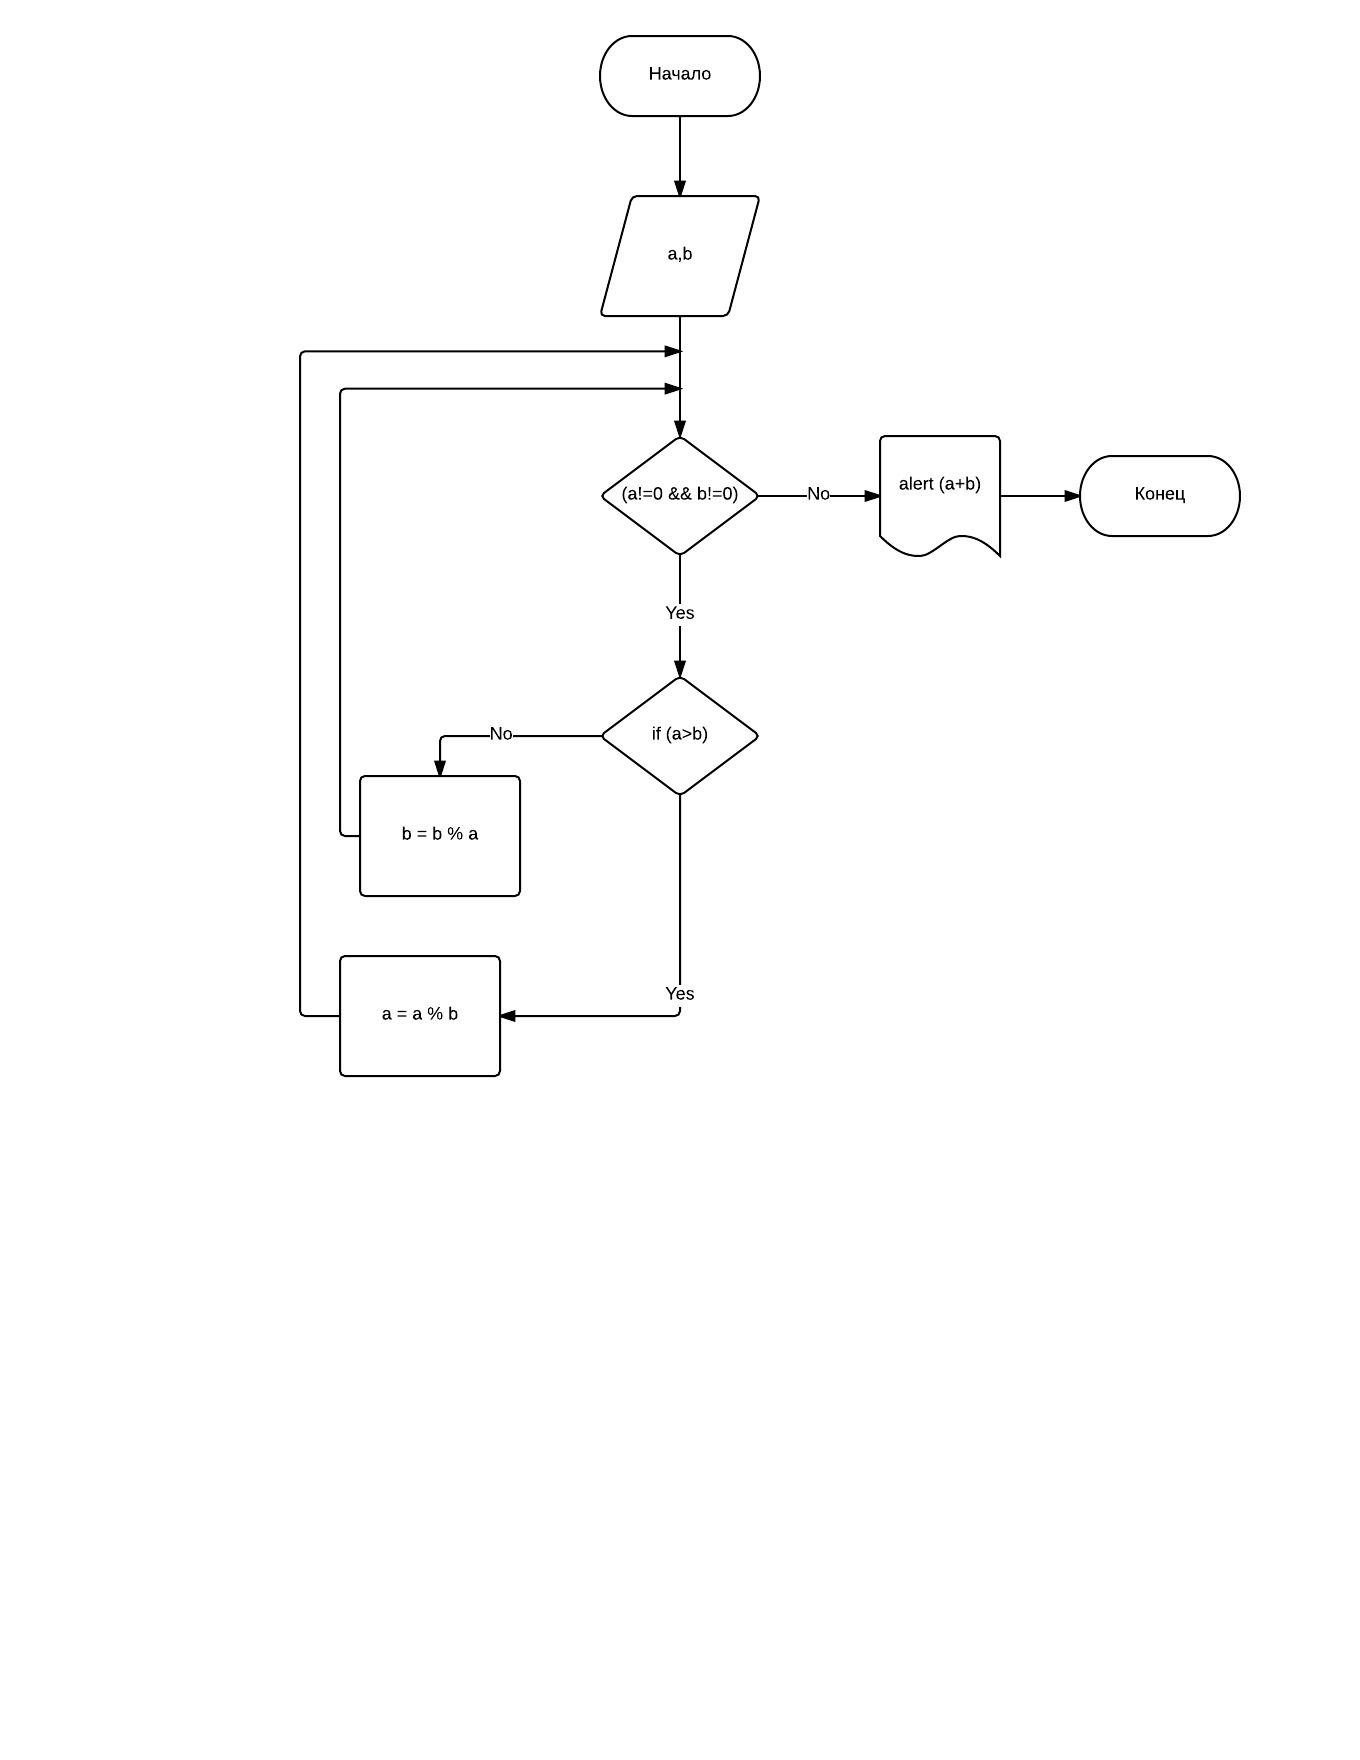 Начало
a,b
(a!=0 && b!=0)
No
alert (a+b)
Конец
Yes
if (a>b)
No
b = b % a
Yes
a = a % b